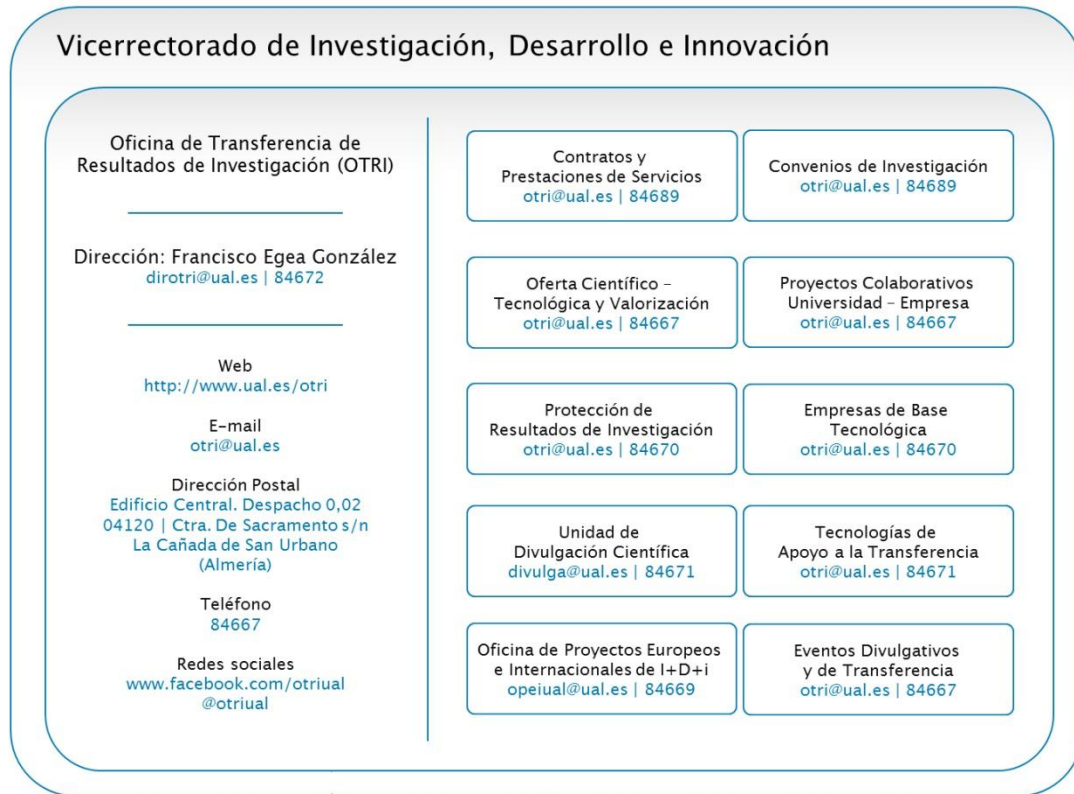 Vicerrectorado de Investigación, Desarrollo e Innovación
Oficina de Transferencia de
Resultados de Investigación (OTRI)
Dirección: Francisco Egea González
dirotri@ual.es | 84672
Web
http://www.ual.es/otri
E-mail
otri@ual.es
Dirección Postal
Edificio Central. Despacho 0,02
04120 | Ctra. De Sacramento s/n
La Cañada de San Urbano
(Almería)
Teléfono
84667
Redes sociales
www.facebook.com/otriual
@otriual
Contratos y
Prestaciones de Servicios
otri@ual.es | 84689
Convenios de Investigación
otri@ual.es | 84689
Oferta Científico –
Tecnológica y Valorización
otri@ual.es | 84667
Proyectos Colaborativos
Universidad – Empresa
otri@ual.es | 84667
Protección de
Resultados de Investigación
otri@ual.es | 84670
Empresas de Base
Tecnológica
otri@ual.es | 84670
Unidad de
Divulgación Científica
divulga@ual.es | 84671
Tecnologías de
Apoyo a la Transferencia
otri@ual.es | 84671
Oficina de Proyectos Europeos
e Internacionales de I+D+i
opeiual@ual.es | 84669
Eventos Divulgativos
y de Transferencia
otri@ual.es | 84667